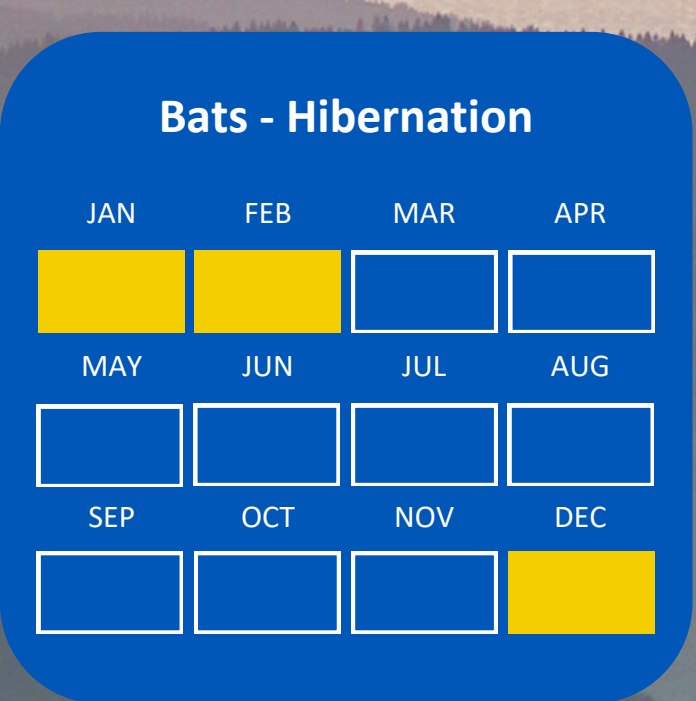 Bats - Hibernation
JAN FEB MAR APR
MAY JUN JUL AUG
SEP OCT NOV DEC